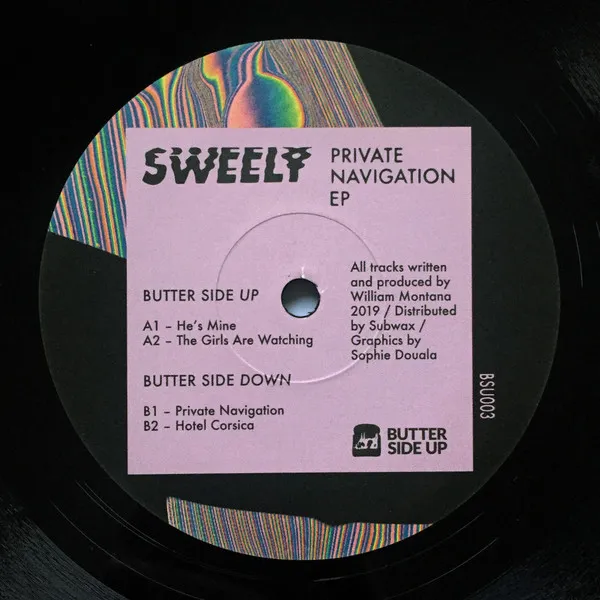 SWEELY
PRIVATE
NAVIGATION
EP
All tracks written
and produced by
William Montana
2019 / Distributed
by Subwax /
Graphics by
Sophie Douala
BUTTER SIDE UP
A1 – He's Mine
A2 – The Girls Are Watching
BUTTER SIDE DOWN
B1 – Private Navigation
B2 – Hotel Corsica
BUTTER
SIDE UP
BSU003